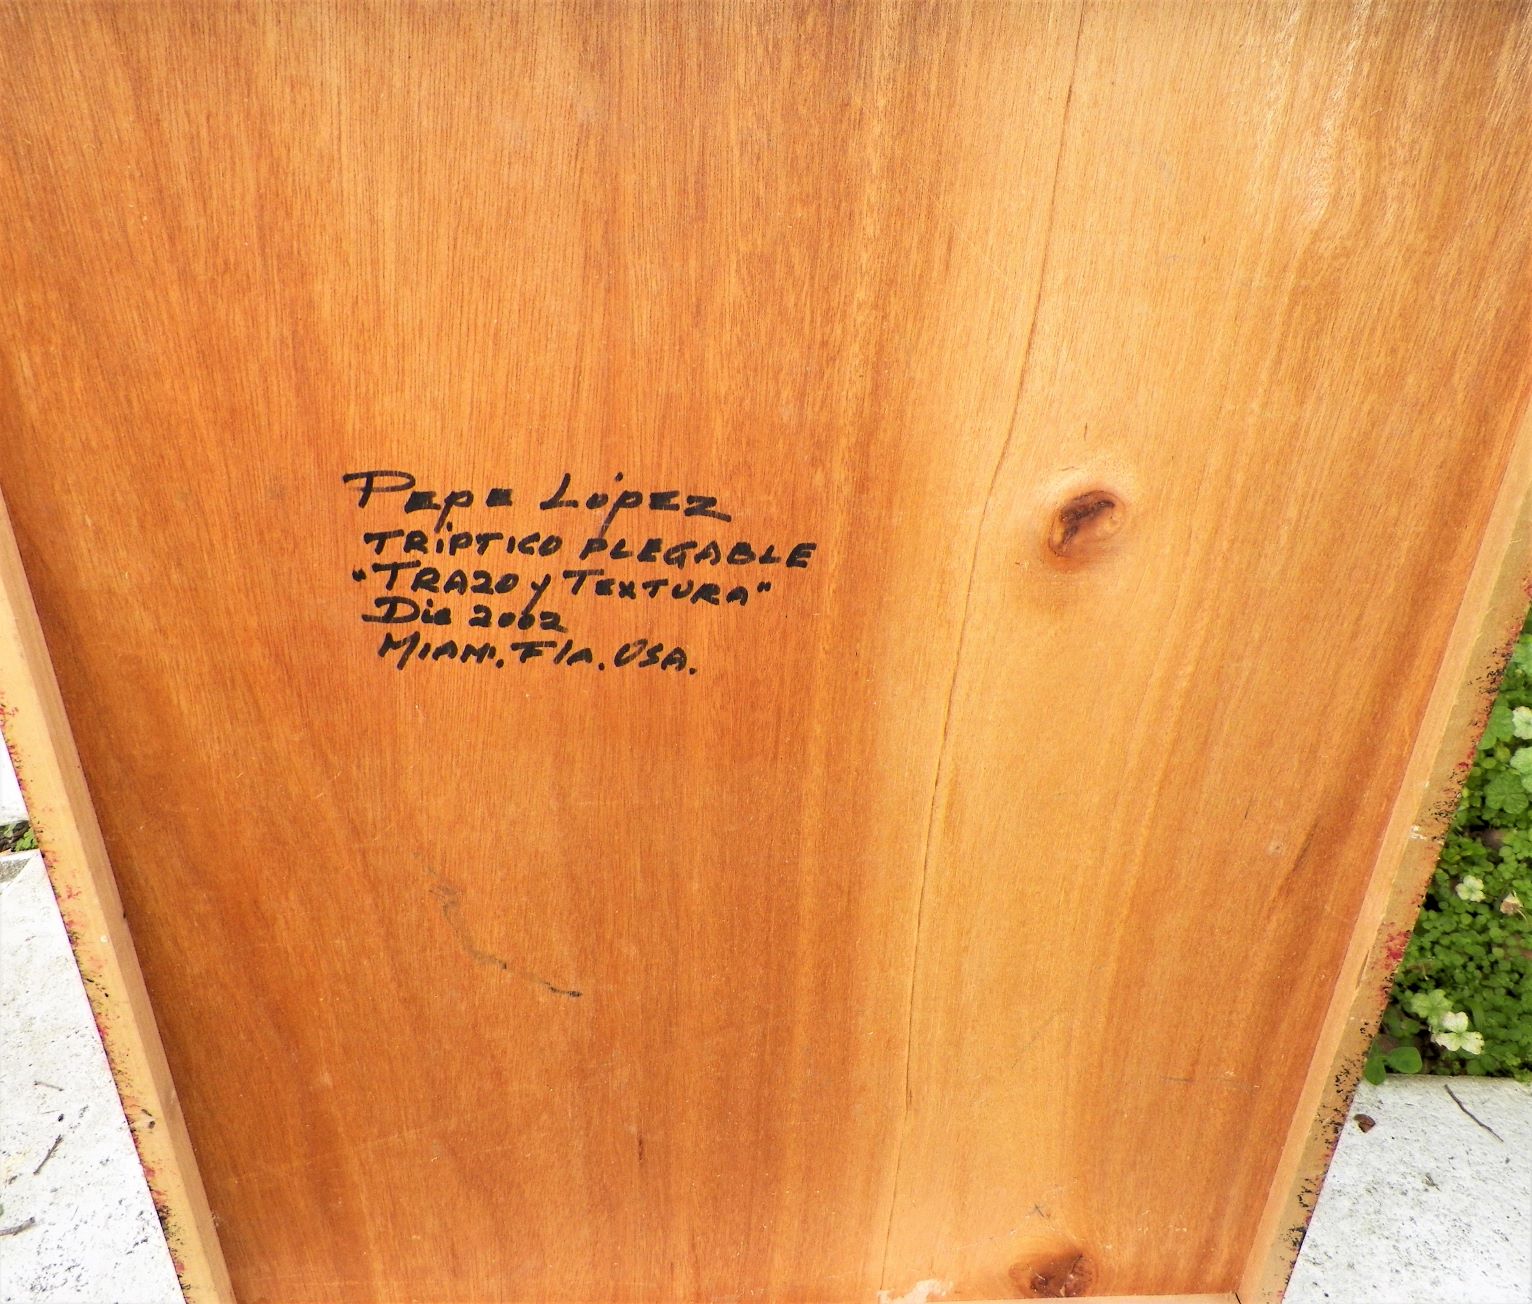 Pepe López
TRIPTICO PLEGABLE
"TRAZO y TEXTURA"
Dic 2002
MIAMI. Fla. USA.